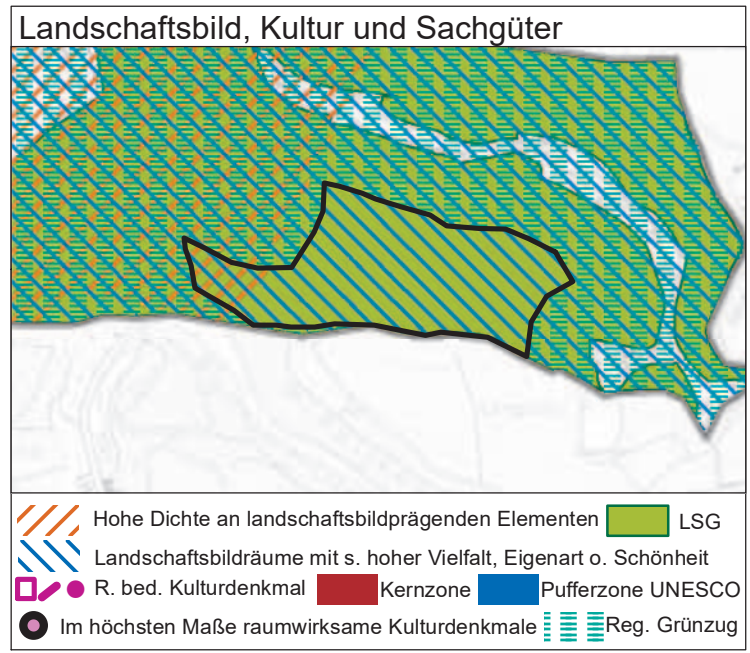 Landschaftsbild, Kultur und Sachgüter
Hohe Dichte an landschaftsbildprägenden Elementen LSG
Landschaftsbildräume mit s. hoher Vielfalt, Eigenart o. Schönheit
R. bed. Kulturdenkmal Kernzone Pufferzone UNESCO
Im höchsten Maße raumwirksame Kulturdenkmale Reg. Grünzug